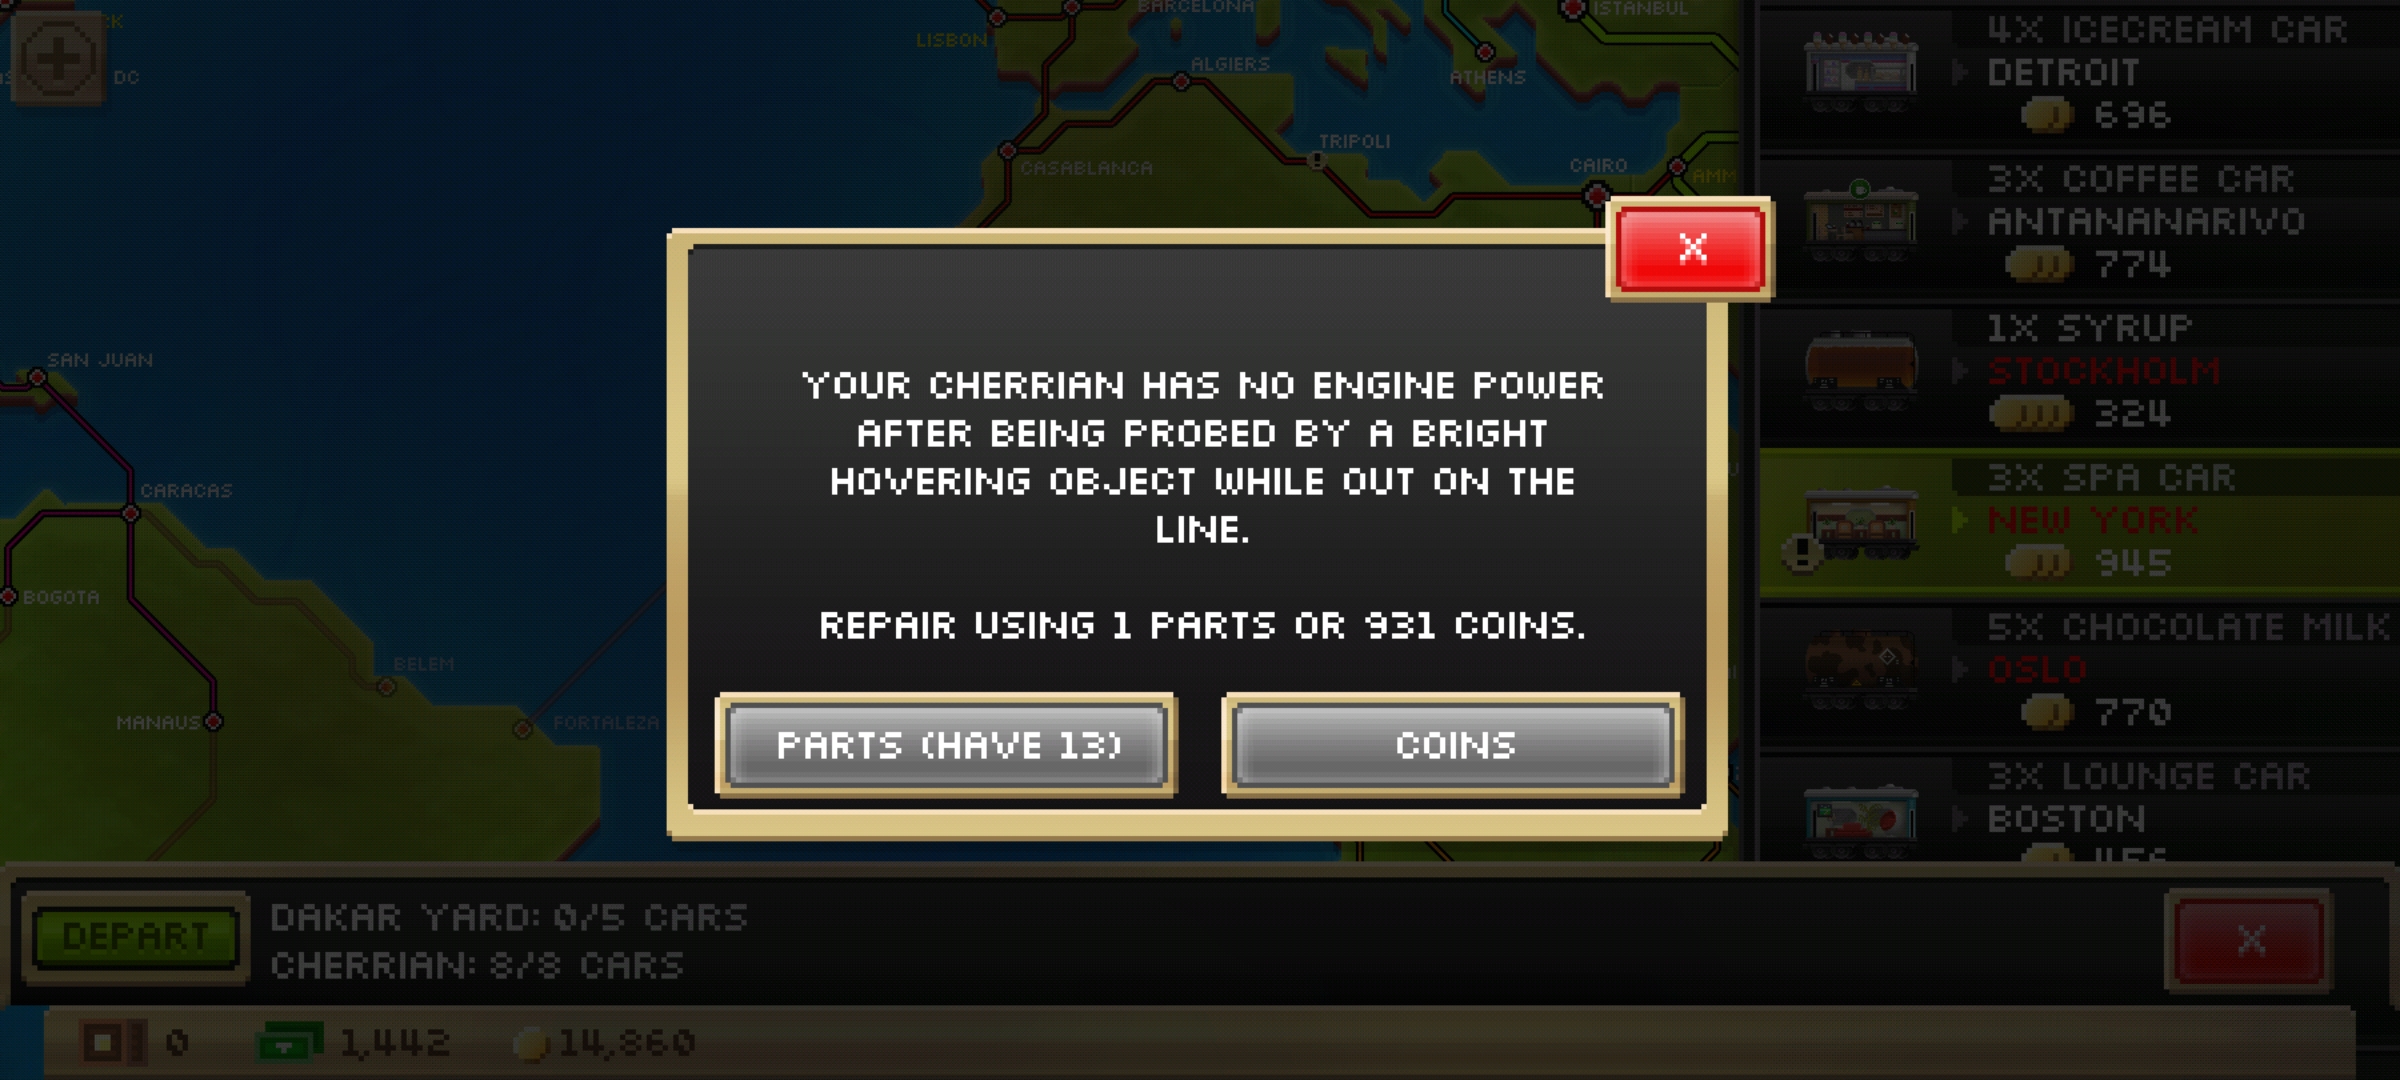 BARCELONA
ISTANBUL
LISBON
DC
ALGIERS
ATHENS
TRIPOLI
CASABLANCA
CAIRO
AMM
4X ICECREAM CAR
DETROIT
696
3X COFFEE CAR
ANTANANARIVO
774
1X SYRUP
STOCKHOLM
324
3X SPA CAR
NEW YORK
945
5X CHOCOLATE MILK
OSLO
770
3X LOUNGE CAR
BOSTON
X
YOUR CHERRIAN HAS NO ENGINE POWER
AFTER BEING PROBED BY A BRIGHT
HOVERING OBJECT WHILE OUT ON THE
LINE.
REPAIR USING 1 PARTS OR 931 COINS.
PARTS (HAVE 13)
COINS
SAN JUAN
CARACAS
BOGOTA
BELEM
MANAUS
FORTALEZA
DEPART
DAKAR YARD: 0/5 CARS
CHERRIAN: 8/8 CARS
X
0
1,442
14,860